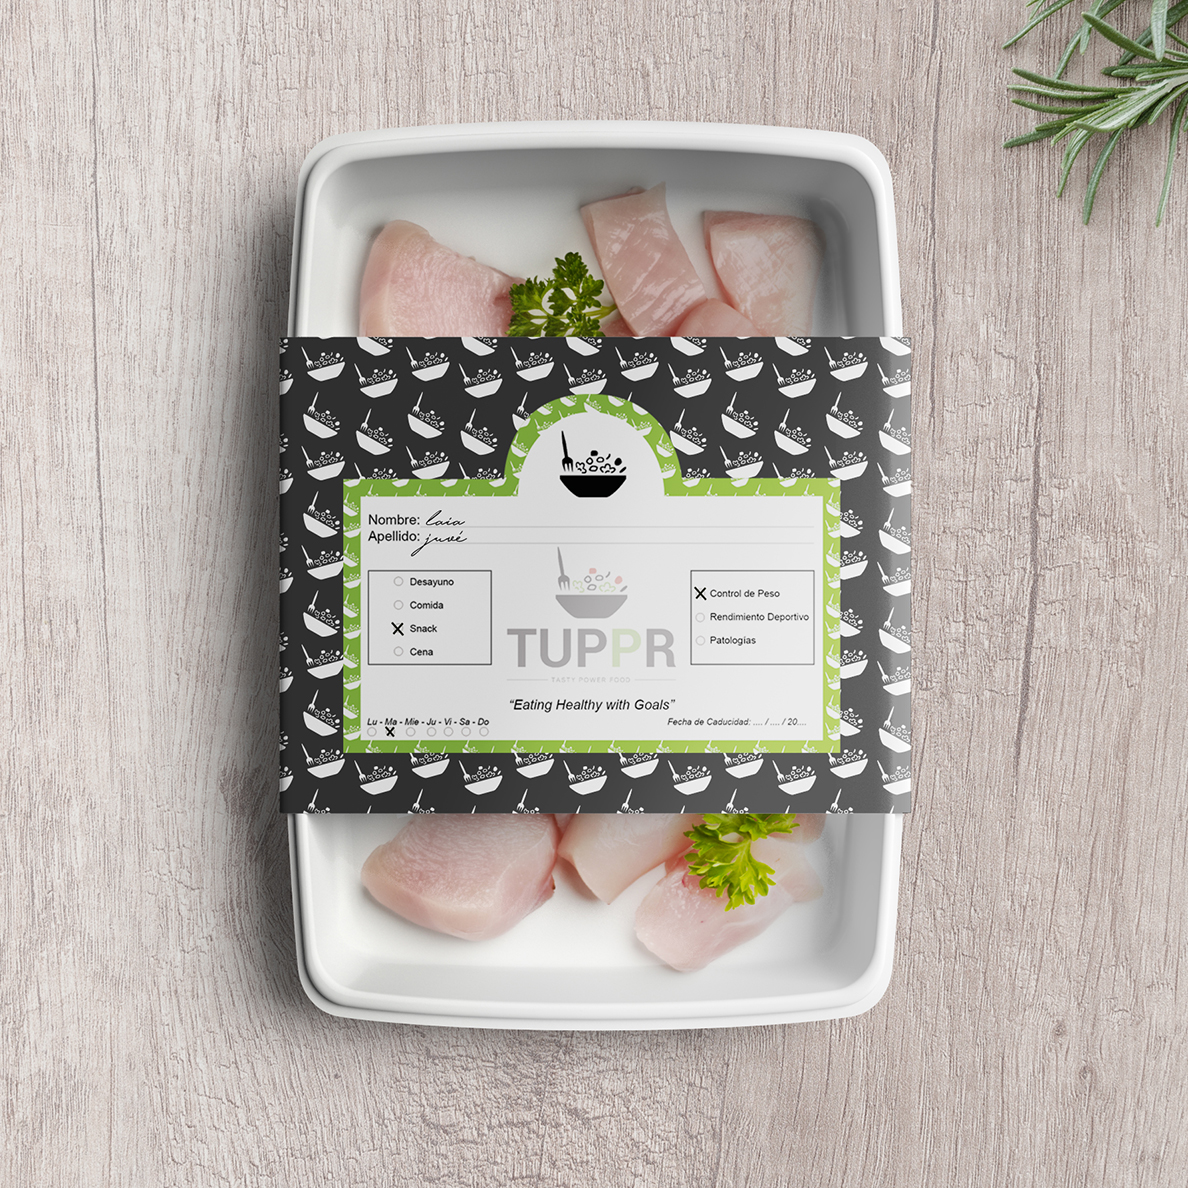 Nombre: laia
Apellido: juvé
Desayuno
Comida
X Snack
Cena
X Control de Peso
Rendimiento Deportivo
Patologías
TUPPR
TASTY POWER FOOD
“Eating Healthy with Goals”
Lu - Ma - Mie - Ju - Vi - Sa - Do
X
Fecha de Caducidad: .... / .... / 20....